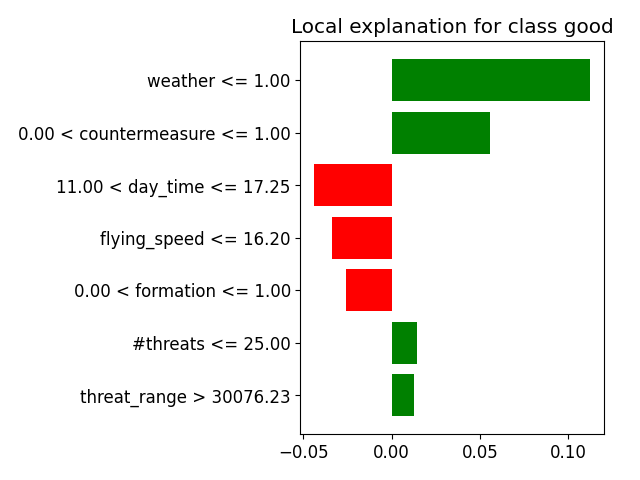 Local explanation for class good
weather <= 1.00
0.00 < countermeasure <= 1.00
11.00 < day_time <= 17.25
flying_speed <= 16.20
0.00 < formation <= 1.00
#threats <= 25.00
threat_range > 30076.23
−0.05 0.00 0.05 0.10